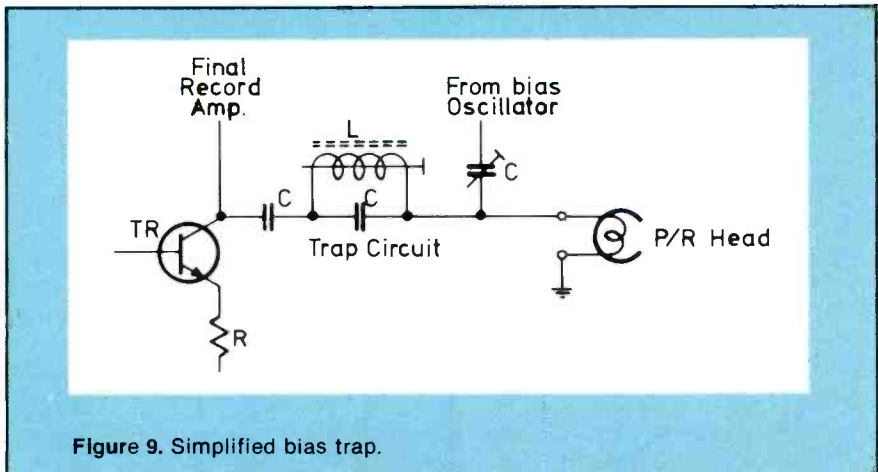 Final
Record
Amp.
From bias
Oscillator
L
C
C
C
TR
Trap Circuit
P/R Head
R
Figure 9. Simplified bias trap.